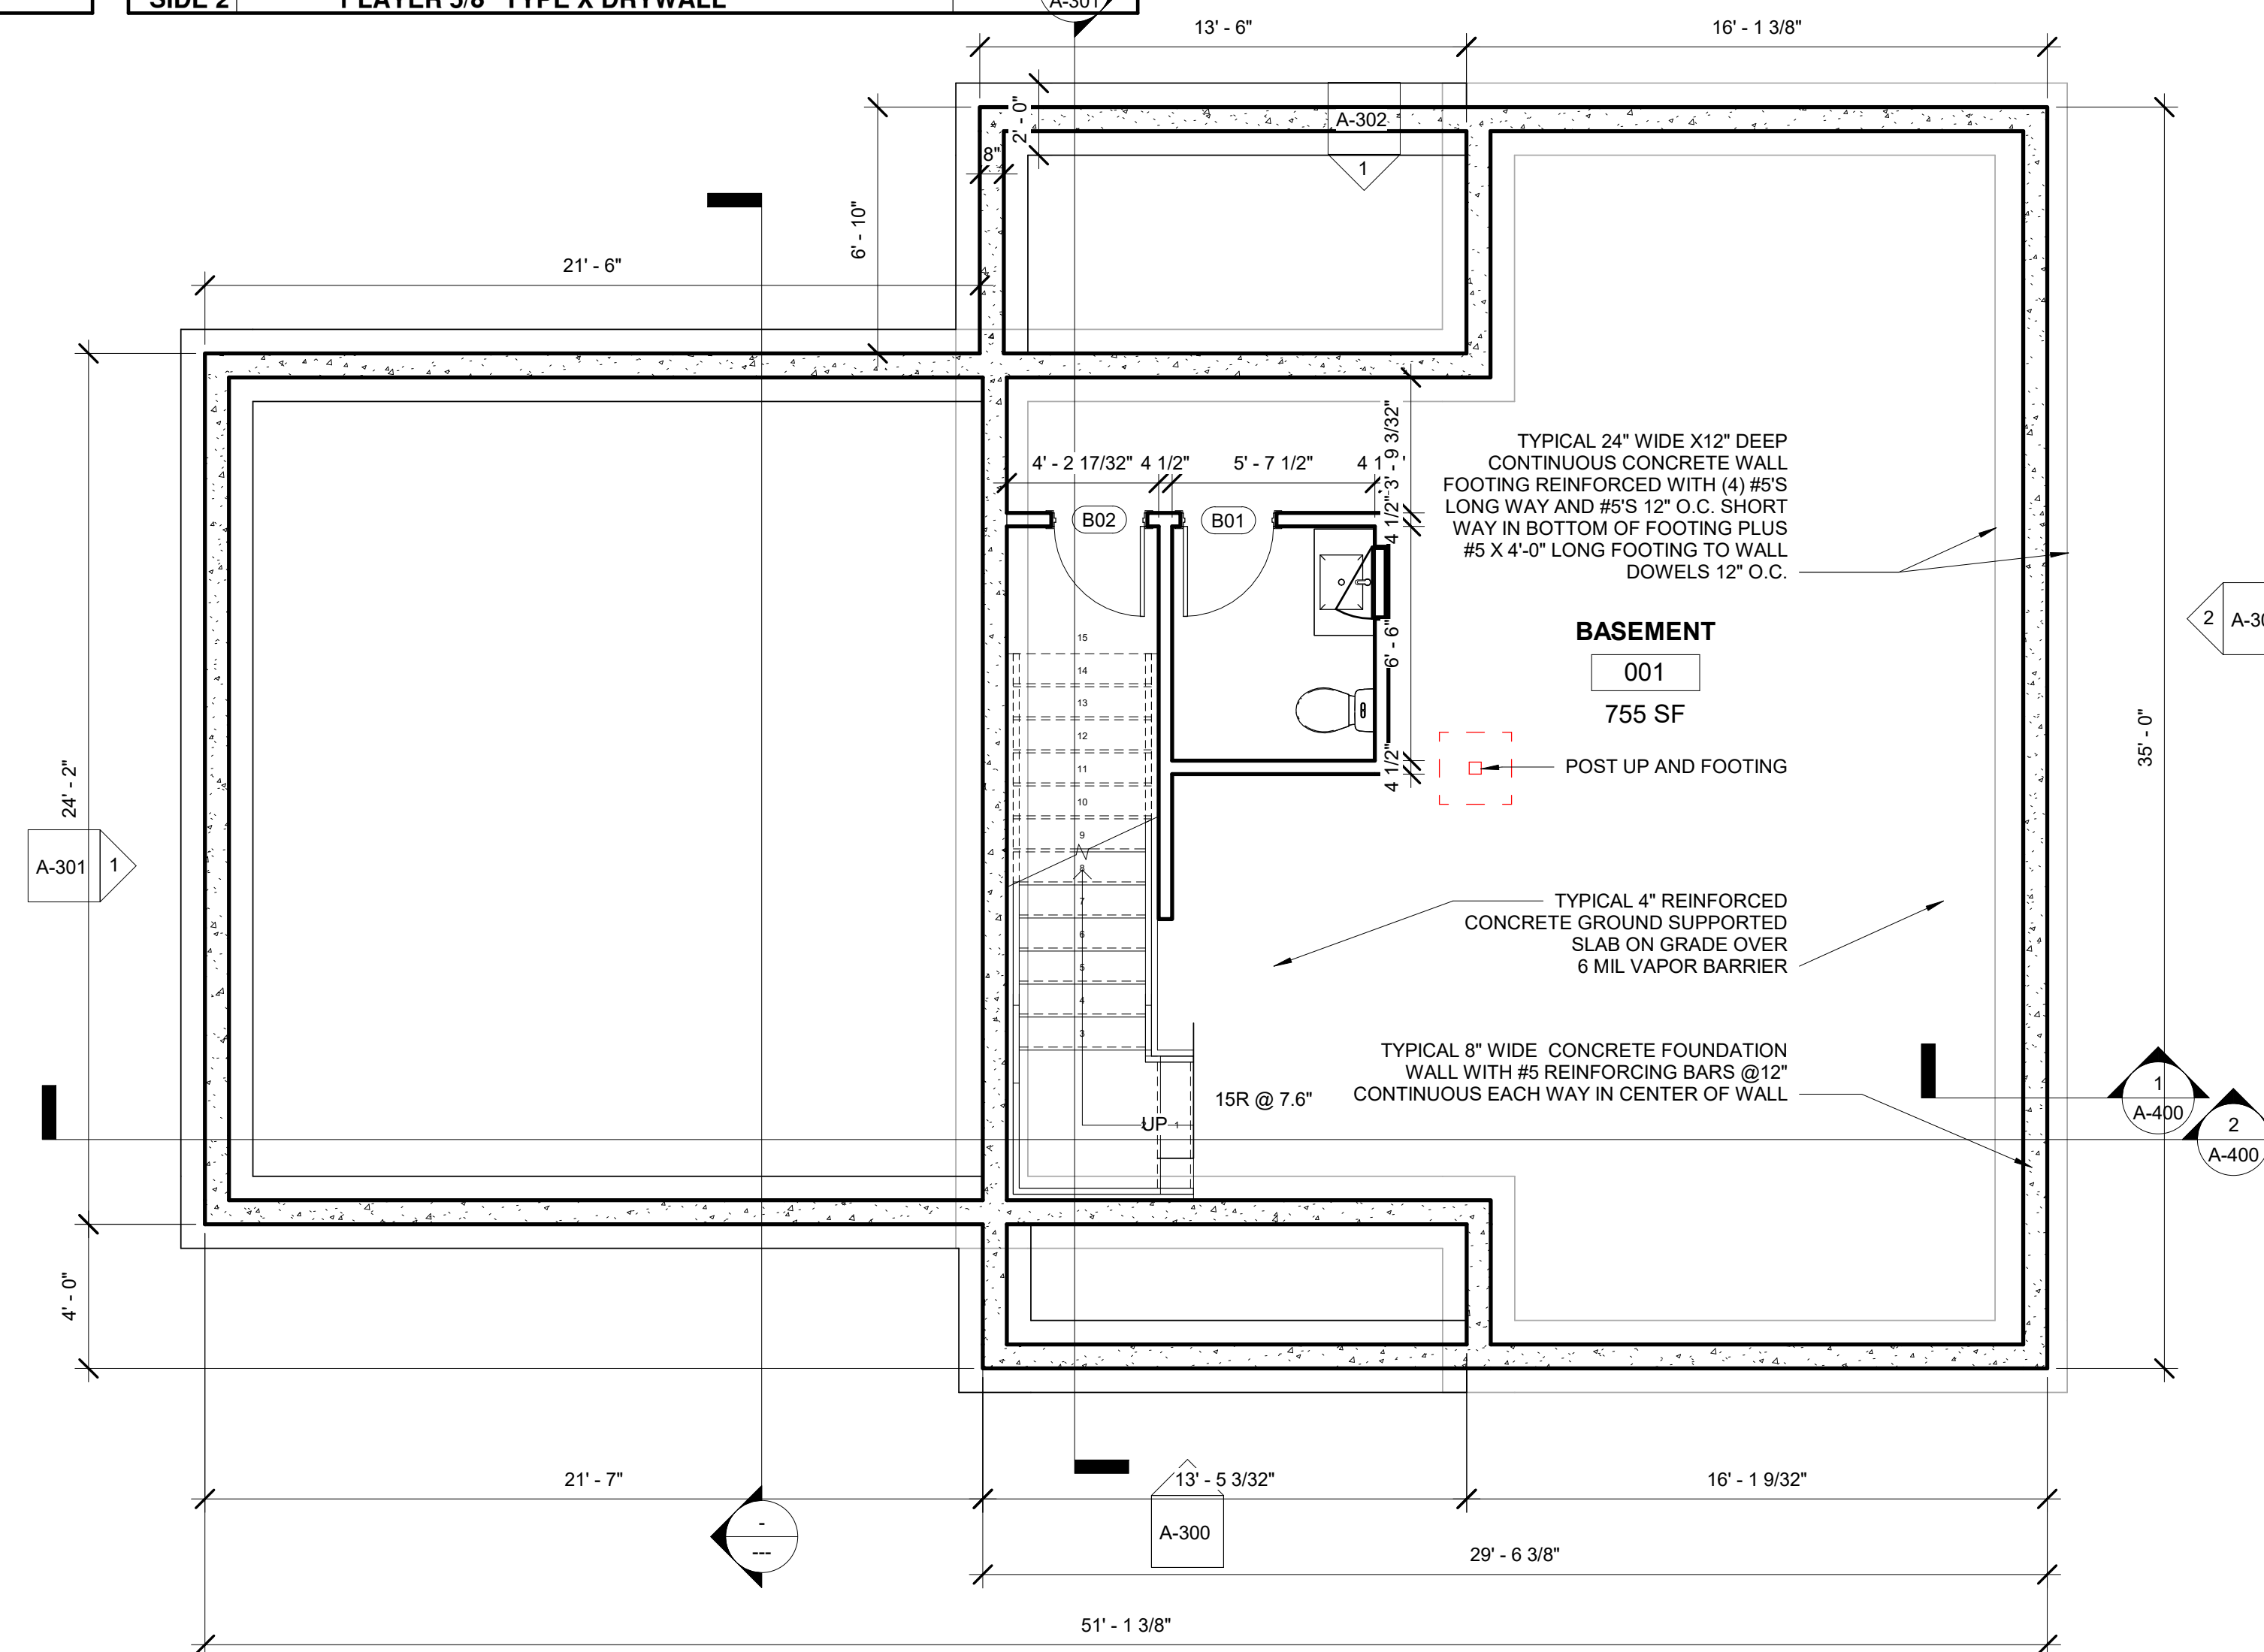 SIDE 2
1 LAYER 5/8" TYPE X DRYWALL
A-301
13' - 6"
16' - 1 3/8"
2' - 0"
8"
A-302
1
6' - 10"
21' - 6"
4' - 2 17/32"
4 1/2"
5' - 7 1/2"
3' - 9 3/32"
4 1/2"
TYPICAL 24" WIDE X12" DEEP
CONTINUOUS CONCRETE WALL
FOOTING REINFORCED WITH (4) #5'S
LONG WAY AND #5'S 12" O.C. SHORT
WAY IN BOTTOM OF FOOTING PLUS
#5 X 4'-0" LONG FOOTING TO WALL
DOWELS 12" O.C.
B02
B01
2
BASEMENT
001
755 SF
6' - 6"
4 1/2"
POST UP AND FOOTING
35' - 0"
24' - 2"
A-301
1
15
14
13
12
11
10
9
8
7
6
5
4
3
2
1
UP
15R @ 7.6"
TYPICAL 4" REINFORCED
CONCRETE GROUND SUPPORTED
SLAB ON GRADE OVER
6 MIL VAPOR BARRIER
TYPICAL 8" WIDE CONCRETE FOUNDATION
WALL WITH #5 REINFORCING BARS @12"
CONTINUOUS EACH WAY IN CENTER OF WALL
1
A-400
2
A-400
4' - 0"
21' - 7"
13' - 5 3/32"
16' - 1 9/32"
-
---
A-300
29' - 6 3/8"
51' - 1 3/8"